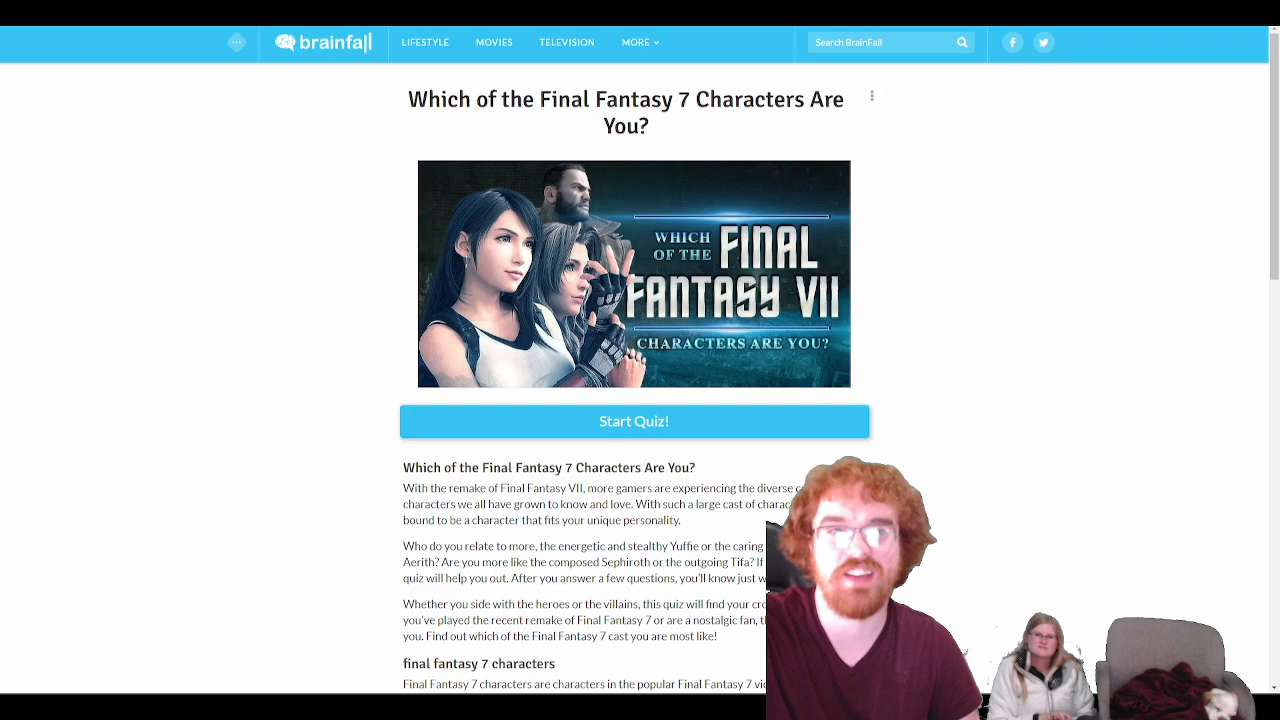 brainfall
LIFESTYLE
MOVIES
TELEVISION
MORE
Search BrainFall
Which of the Final Fantasy 7 Characters Are
You?
WHICH
OF THE
FINAL
FANTASY VII
CHARACTERS ARE YOU?
Start Quiz!
Which of the Final Fantasy 7 Characters Are You?
With the remake of Final Fantasy VII, more gamers are experiencing the diverse
characters we all have grown to know and love. With such a large cast of
bound to be a character that fits your unique personality.
Who do you relate to more, the energetic and stealthy Yuffie or the caring
Aerith? Are you more like the composed Sephiroth or the outgoing Tifa? If
quiz will help you out. After you answer a few questions, you'll know just
Whether you side with the heroes or the villains, this quiz will find your
you've played the recent remake of Final Fantasy 7 or are a nostalgic fan,
you. Find out which of the Final Fantasy 7 cast you are most like!
final fantasy 7 characters
Final Fantasy 7 characters are characters in the popular Final Fantasy 7